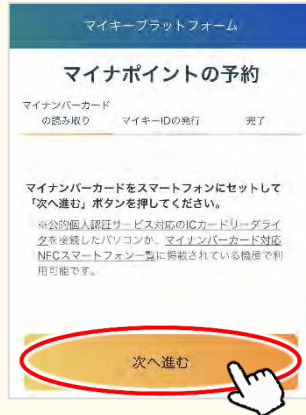 マイキープラットフォーム
マイナポイントの予約
マイナンバーカード
の読み取り マイキーIDの発行 完了
マイナンバーカードをスマートフォンにセットして
「次へ進む」ボタンを押してください。
※公的個人認証サービス対応のICカードリーダライ
タを接続したパソコンか、マイナンバーカード対応
NFCスマートフォン一覧に掲載されている機種で利
用可能です。
次へ進む